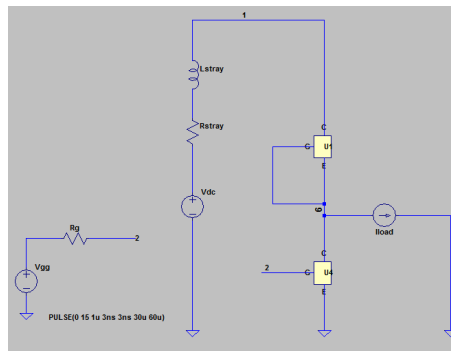 1
Lstray
Rstray
C
G U1
E
Vdc
6
Rg
2
Iload
C
2
G U4
E
Vgg
PULSE(0 15 1u 3ns 3ns 30u 60u)